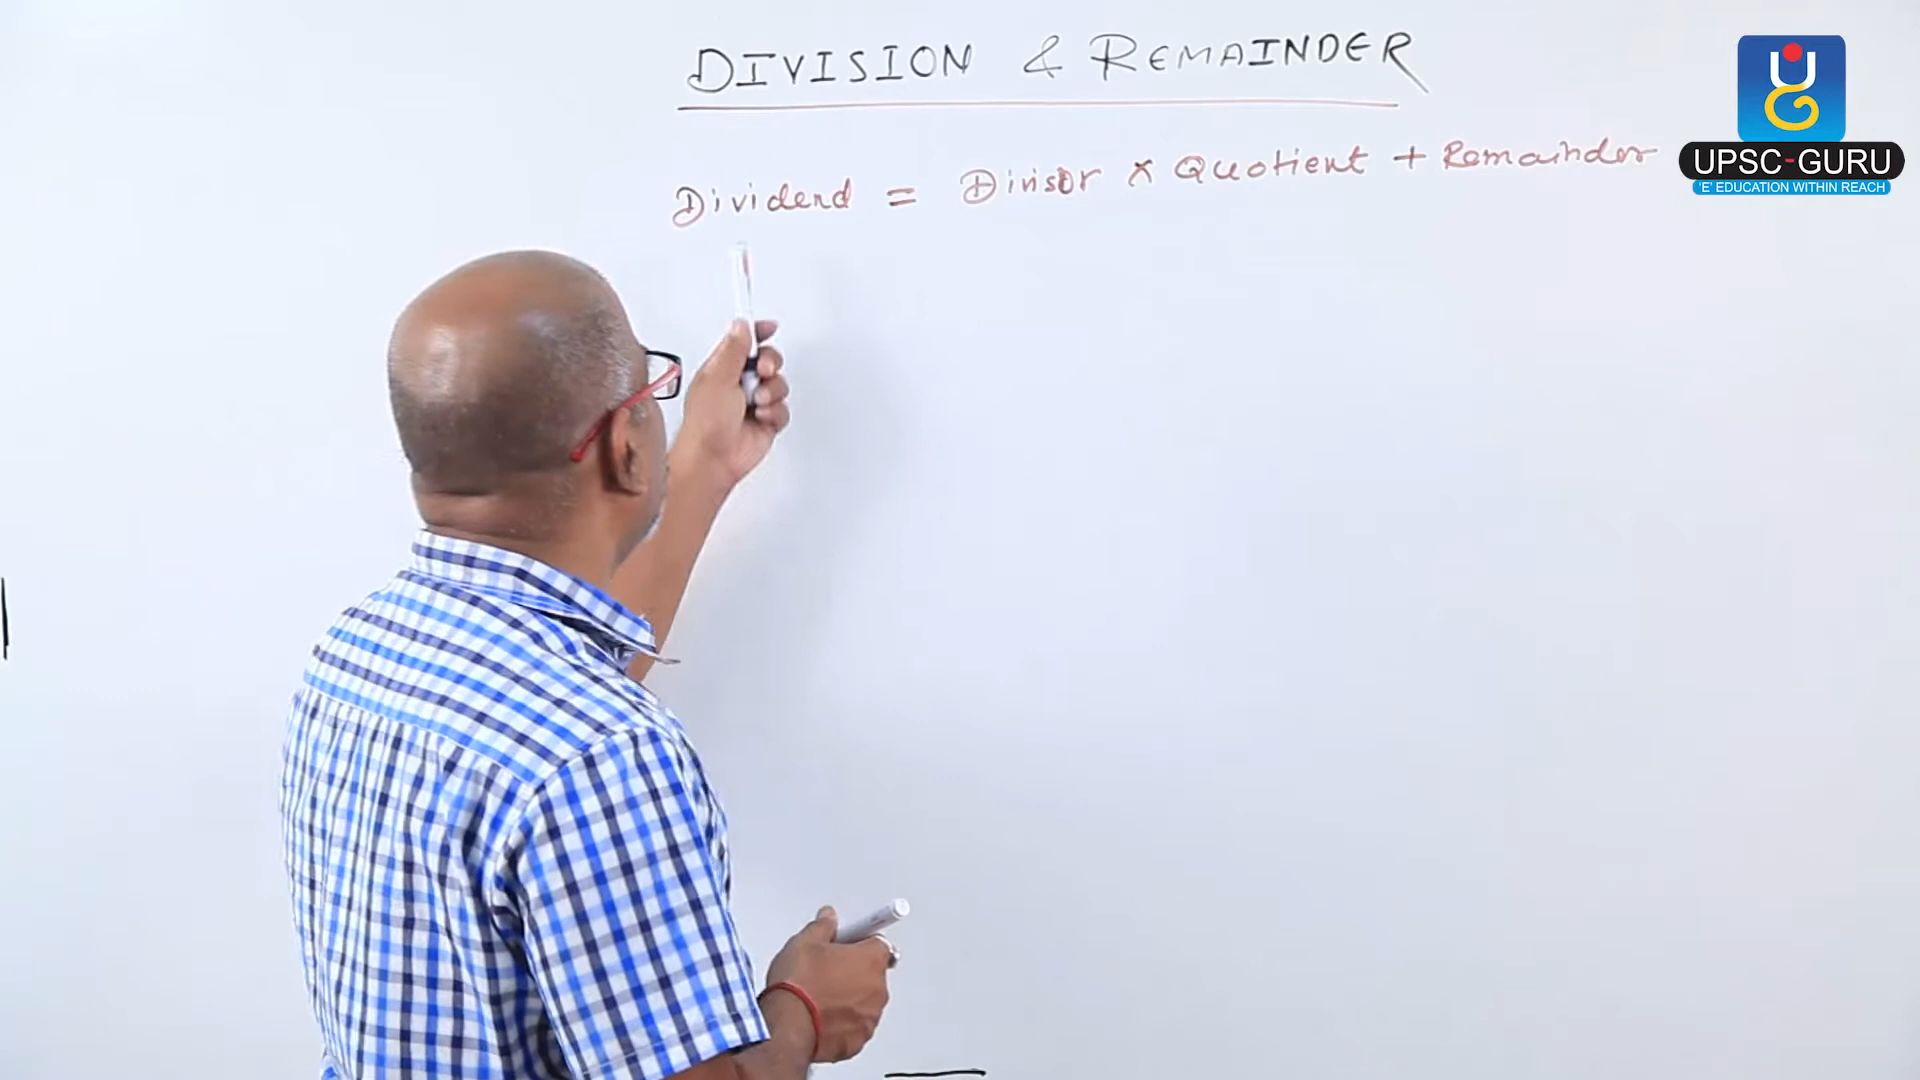 DIVISION & REMAINDER
Dividend = Divisor × Quotient + Remainder
UPSC-GURU
'E' EDUCATION WITHIN REACH